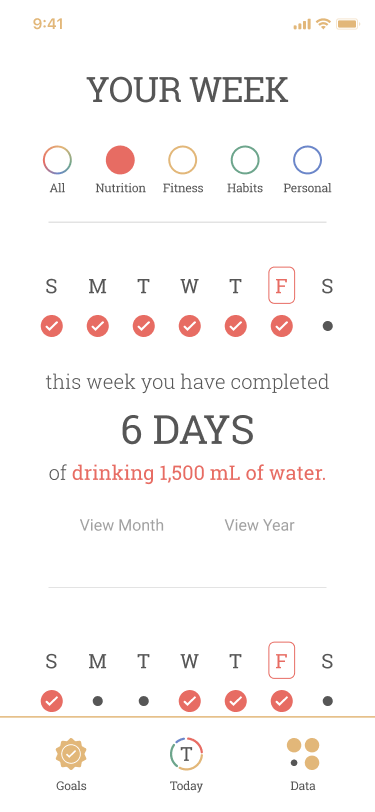 9:41
YOUR WEEK
All Nutrition Fitness Habits Personal
S M T W T F S
this week you have completed
6 DAYS
of drinking 1,500 mL of water.
View Month View Year
S M T W T F S
T
Goals Today Data